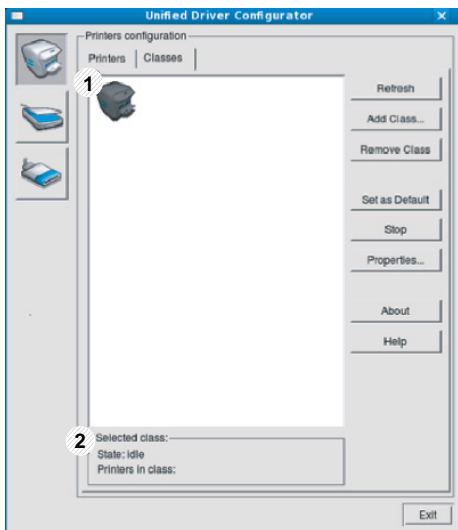 Unified Driver Configurator
Printers configuration
Printers Classes
1
Refresh
Add Class...
Remove Class
Set as Default
Stop
Properties...
About
Help
2 Selected class:
State: idle
Printers in class:
Exit